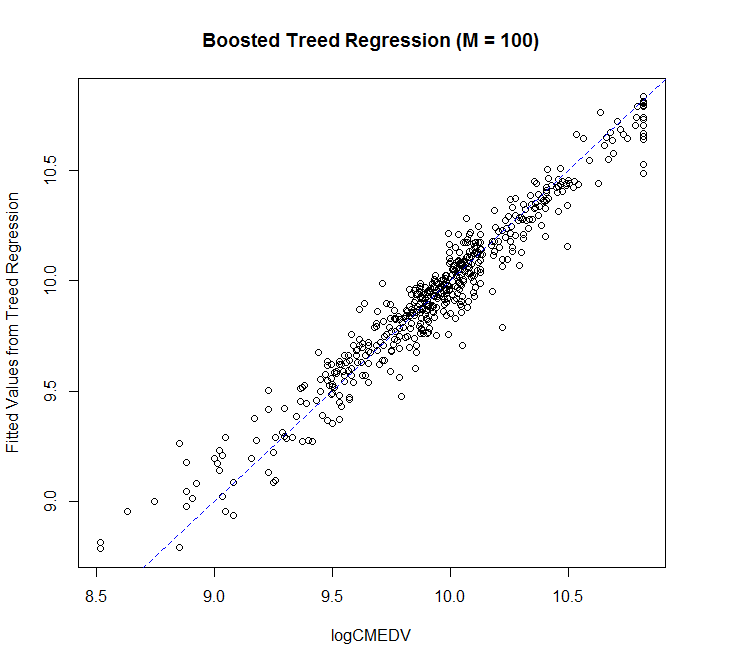 Boosted Treed Regression (M = 100)
Fitted Values from Treed Regression
10.5
10.0
9.5
9.0
8.5 9.0 9.5 10.0 10.5
logCMEDV